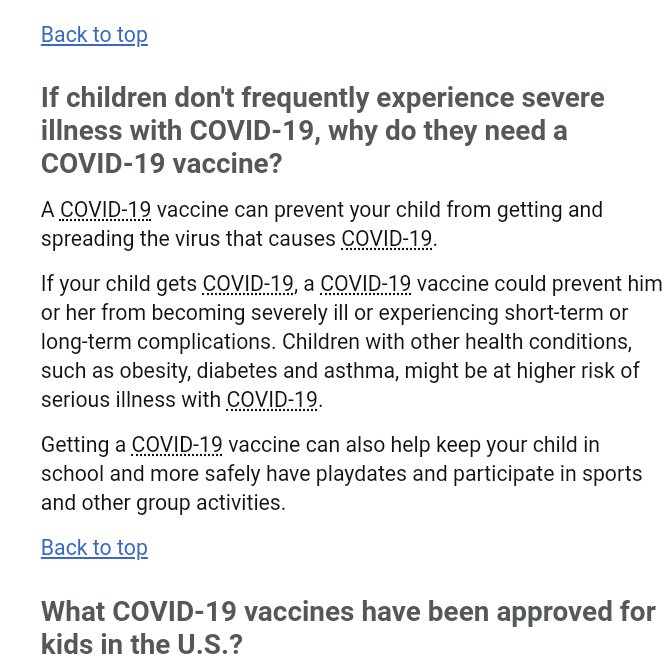 Back to top
If children don't frequently experience severe
illness with COVID-19, why do they need a
COVID-19 vaccine?
A COVID-19 vaccine can prevent your child from getting and
spreading the virus that causes COVID-19.
If your child gets COVID-19, a COVID-19 vaccine could prevent him
or her from becoming severely ill or experiencing short-term or
long-term complications. Children with other health conditions,
such as obesity, diabetes and asthma, might be at higher risk of
serious illness with COVID-19.
Getting a COVID-19 vaccine can also help keep your child in
school and more safely have playdates and participate in sports
and other group activities.
Back to top
What COVID-19 vaccines have been approved for
kids in the U.S.?